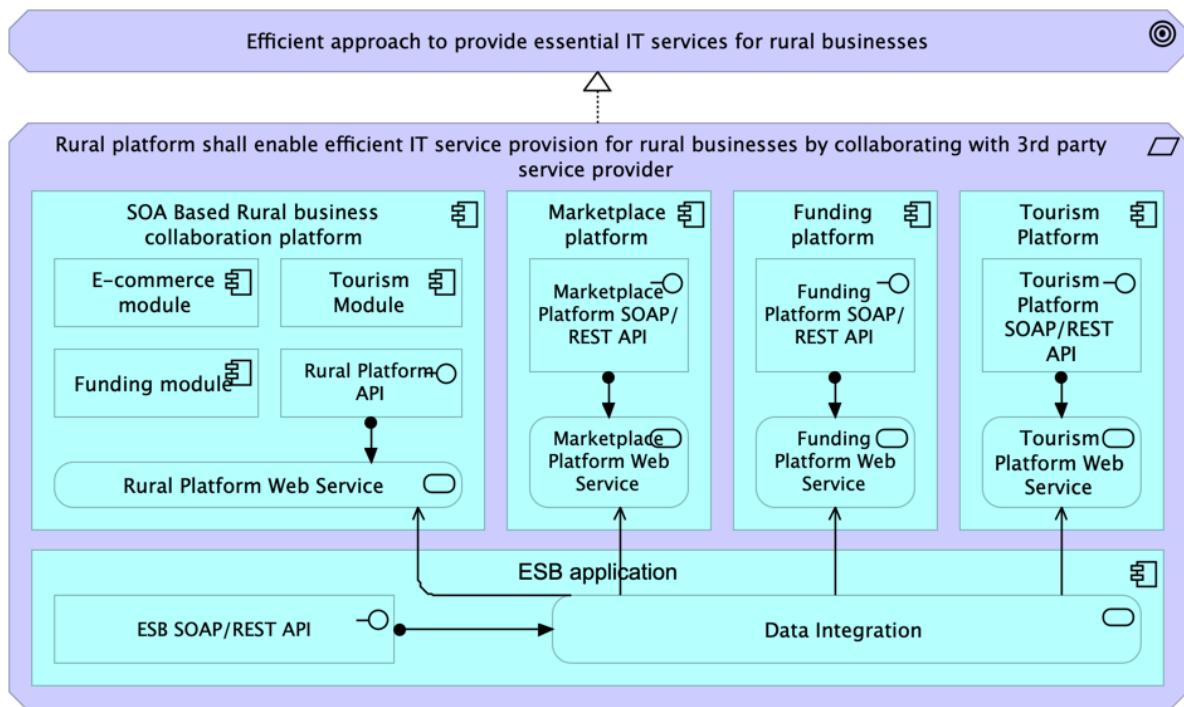 Efficient approach to provide essential IT services for rural businesses
Rural platform shall enable efficient IT service provision for rural businesses by collaborating with 3rd party
service provider
SOA Based Rural business
collaboration platform
E-commerce
module
Tourism
Module
Funding module
Rural Platform
API
Rural Platform Web Service
Marketplace
platform
Marketplace
Platform SOAP/
REST API
Marketplace
Platform Web
Service
Funding
platform
Funding
Platform SOAP/
REST API
Funding
Platform Web
Service
Tourism
Platform
Tourism
Platform
SOAP/REST
API
Tourism
Platform Web
Service
ESB application
ESB SOAP/REST API
Data Integration